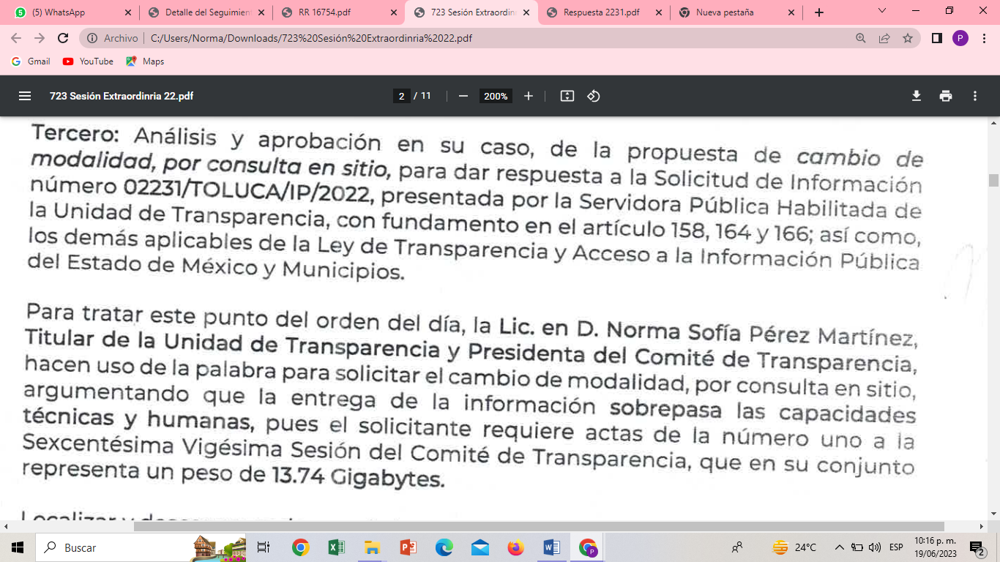 (5) WhatsApp
Detalle del Seguimien
RR 16754.pdf
723 Sesión Extraordin
Respuesta 2231.pdf
Nueva pestaña
Archivo
C:/Users/Norma/Downloads/723%20Sesión%20Extraordinria%2022.pdf
P
Gmail
YouTube
Maps
723 Sesión Extraordinria 22.pdf
2 / 11
200%
Tercero: Análisis y aprobación en su caso, de la propuesta de cambio de
modalidad, por consulta en sitio, para dar respuesta a la Solicitud de Información
número 02231/TOLUCA/IP/2022, presentada por la Servidora Pública Habilitada de
la Unidad de Transparencia, con fundamento en el artículo 158, 164 y 166; así como,
los demás aplicables de la Ley de Transparencia y Acceso a la Información Pública
del Estado de México y Municipios.
Para tratar este punto del orden del día, la Lic. en D. Norma Sofía Pérez Martínez,
Titular de la Unidad de Transparencia y Presidenta del Comité de Transparencia,
hacen uso de la palabra para solicitar el cambio de modalidad, por consulta en sitio,
argumentando que la entrega de la información sobrepasa las capacidades
técnicas y humanas, pues el solicitante requiere actas de la número uno a la
Sexcentésima Vigésima Sesión del Comité de Transparencia, que en su conjunto
representa un peso de 13.74 Gigabytes.
Localizar y
Buscar
24°C
ESP
10:16 p. m.
19/06/2023
2